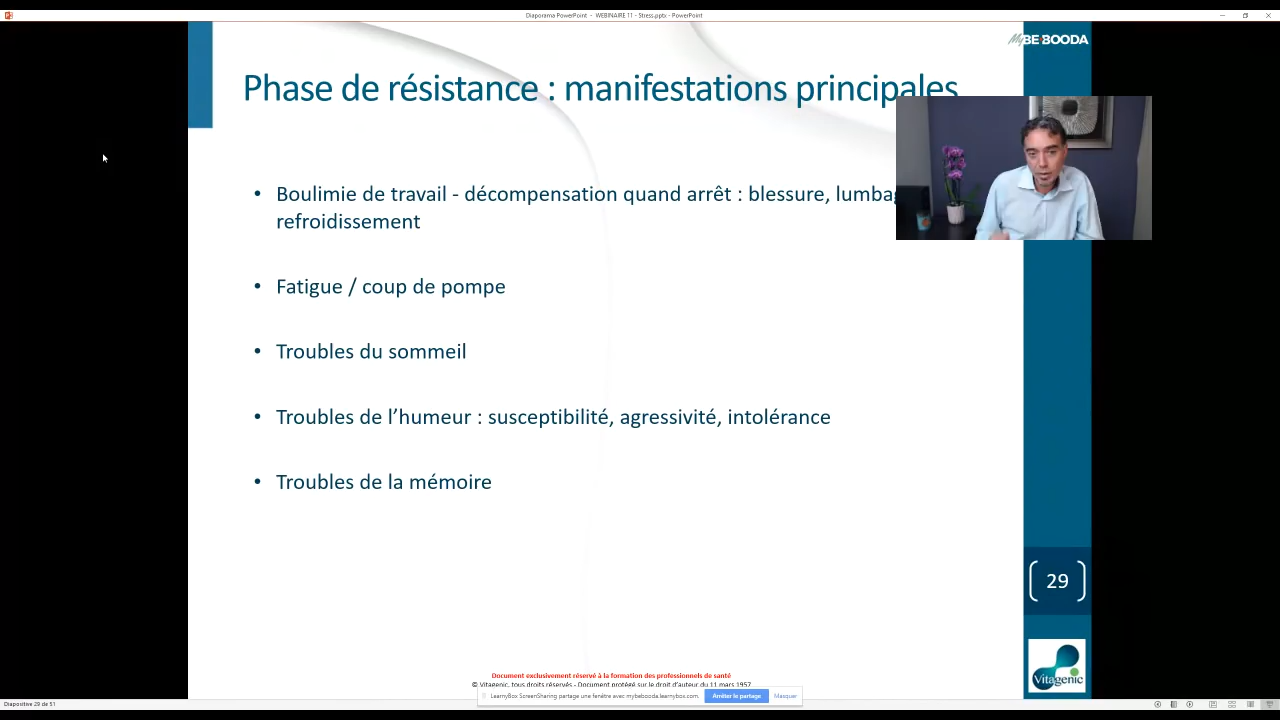 Diaporama PowerPoint - WEBINAIRE 11 - Stress.pptx - PowerPoint
MyBE-BOODA
Phase de résistance : manifestations principales
• Boulimie de travail - décompensation quand arrêt : blessure,
refroidissement
• Fatigue / coup de pompe
• Troubles du sommeil
• Troubles de l’humeur : susceptibilité, agressivité, intolérance
• Troubles de la mémoire
29
Vitagenic
Document exclusivement réservé à la formation des professionnels de santé
© Vitagenic, tous droits réservés - Document protégé sur le droit d'auteur du 11 mars 1957
LearnyBox ScreenSharing partage une fenêtre avec mybebooda.learnybox.com.
Arrêter le partage
Masquer
Diapositive 29 de 51